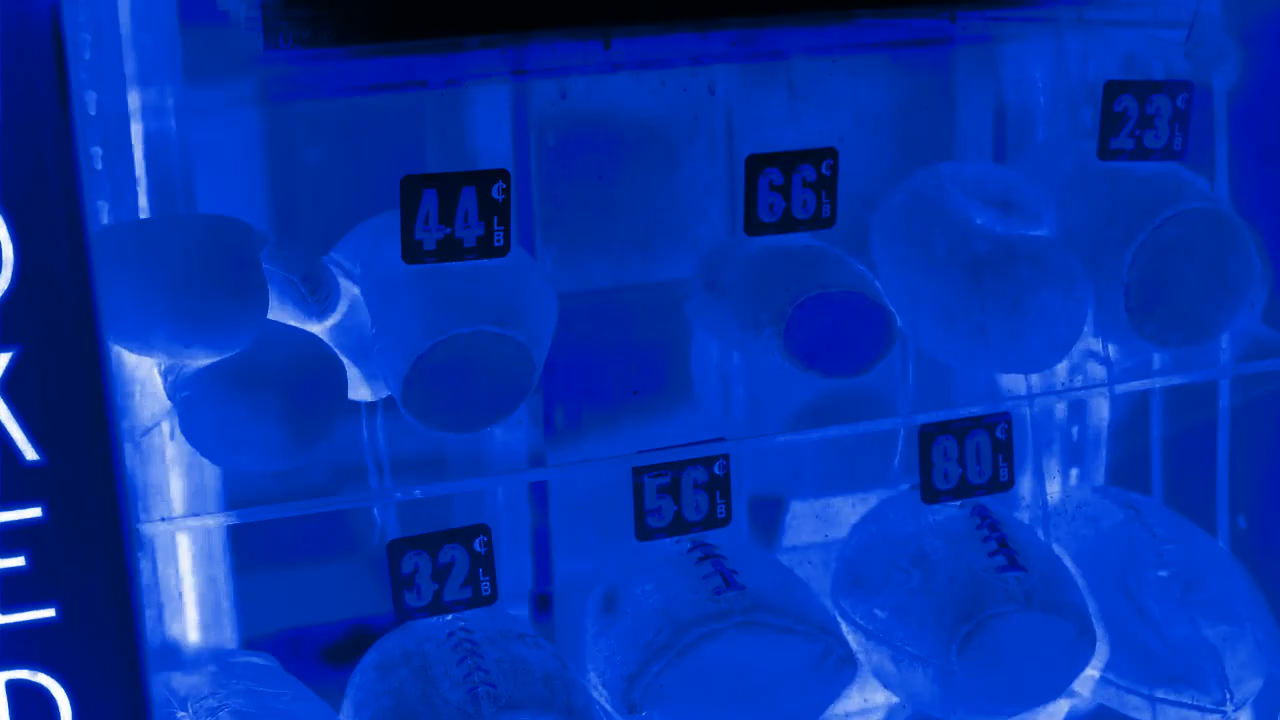 44 ¢ LB
66 ¢ LB
23 ¢ LB
32 ¢ LB
56 ¢ LB
80 ¢ LB